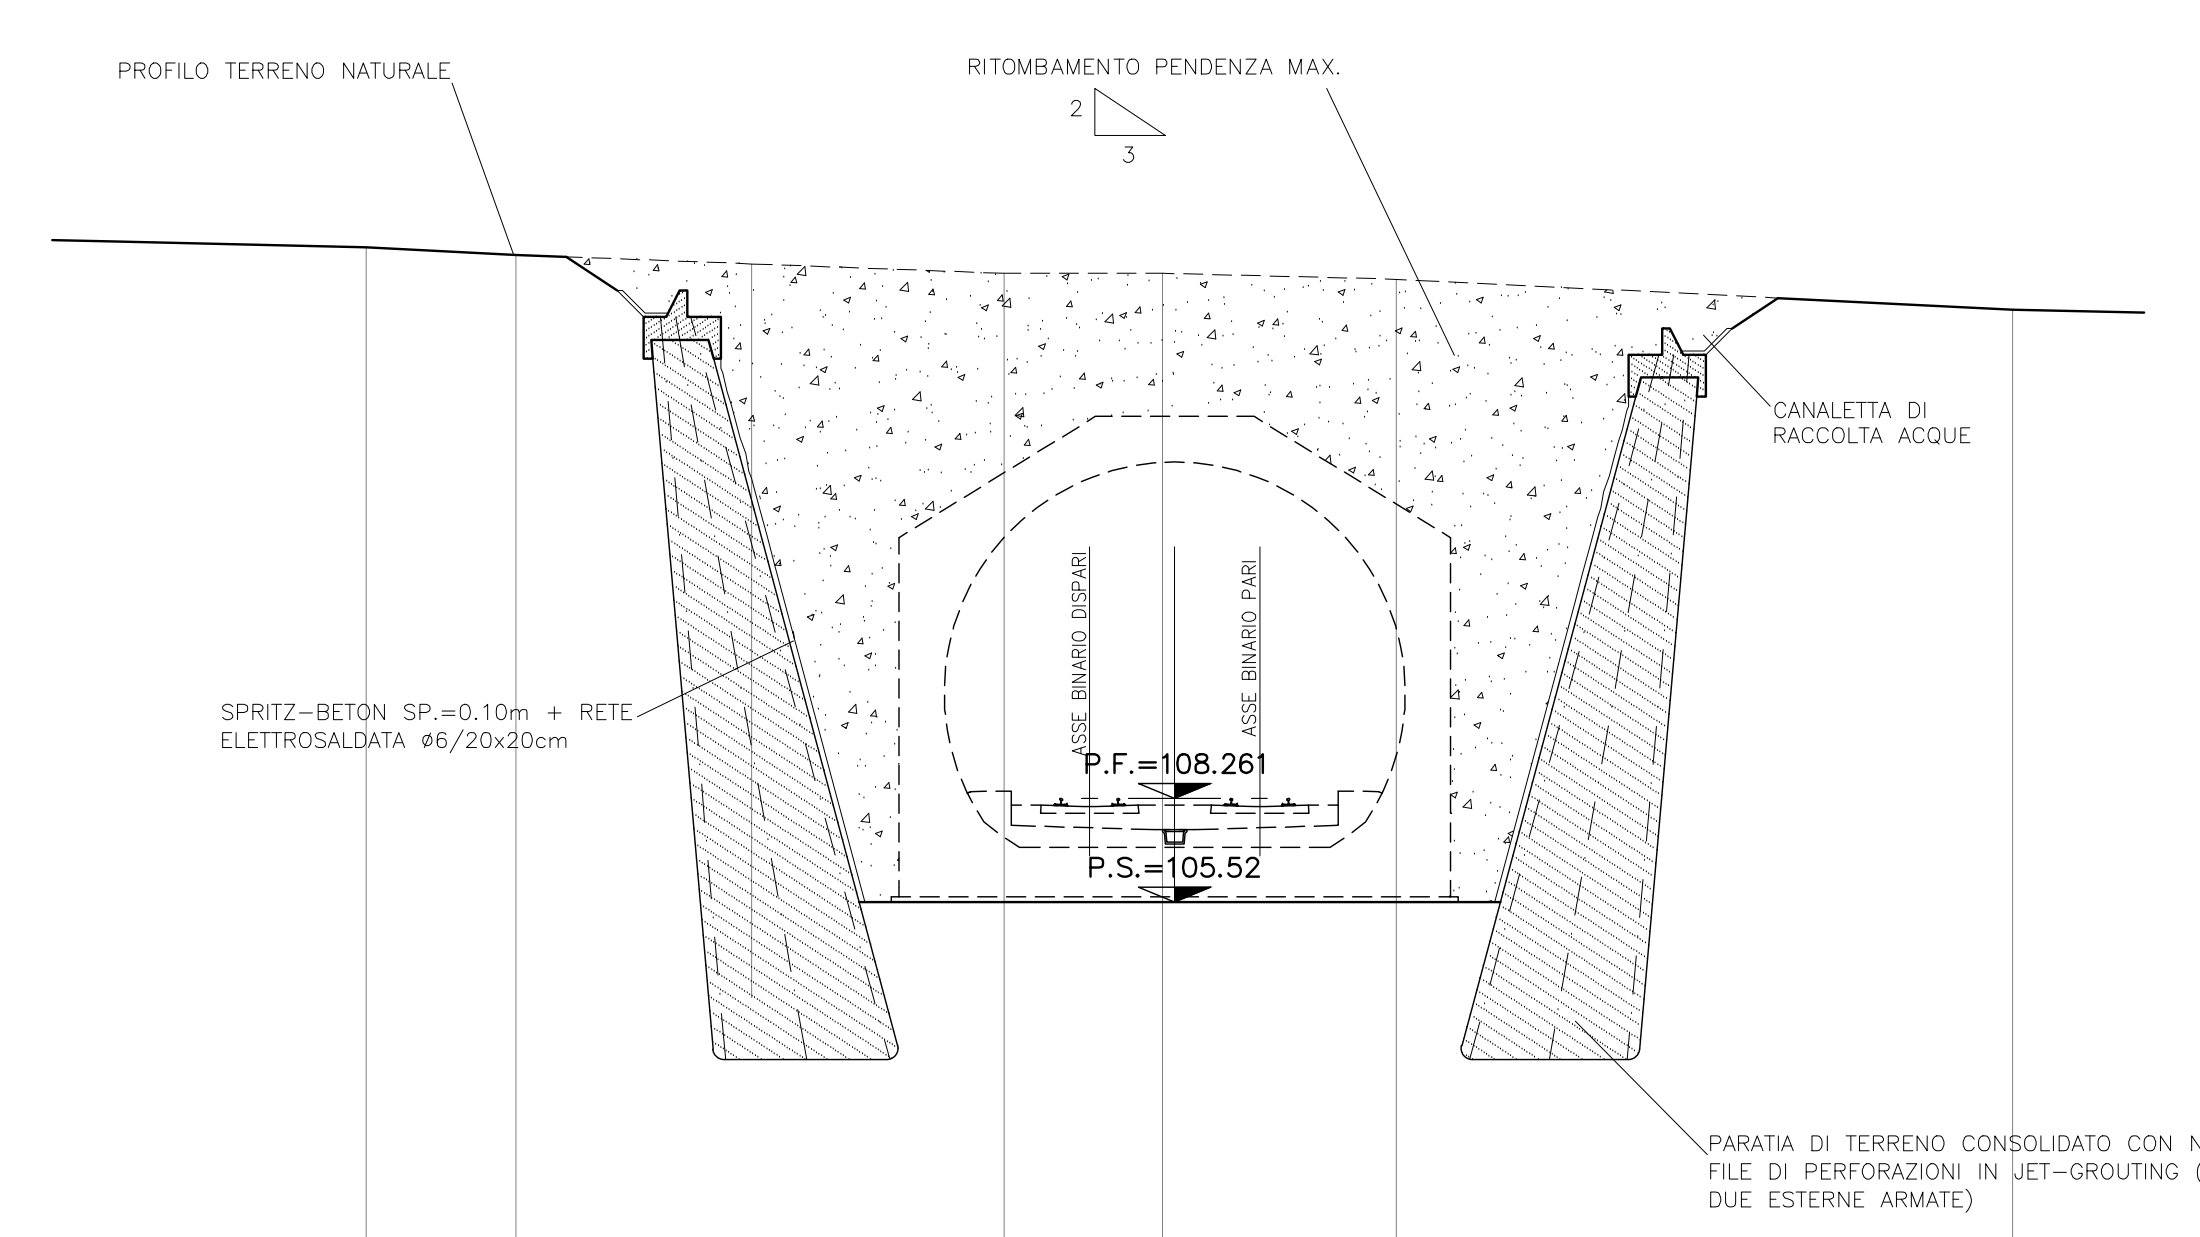 PROFILO TERRENO NATURALE
RITOMBAMENTO PENDENZA MAX.
2
3
CANALETTA DI
RACCOLTA ACQUE
ASSE BINARIO DISPARI
ASSE BINARIO PARI
SPRITZ-BETON SP.=0.10m + RETE
ELETTROSALDATA ø6/20x20cm
P.F.=108.261
P.S.=105.52
PARATIA DI TERRENO CONSOLIDATO CON N
FILE DI PERFORAZIONI IN JET-GROUTING (
DUE ESTERNE ARMATE)